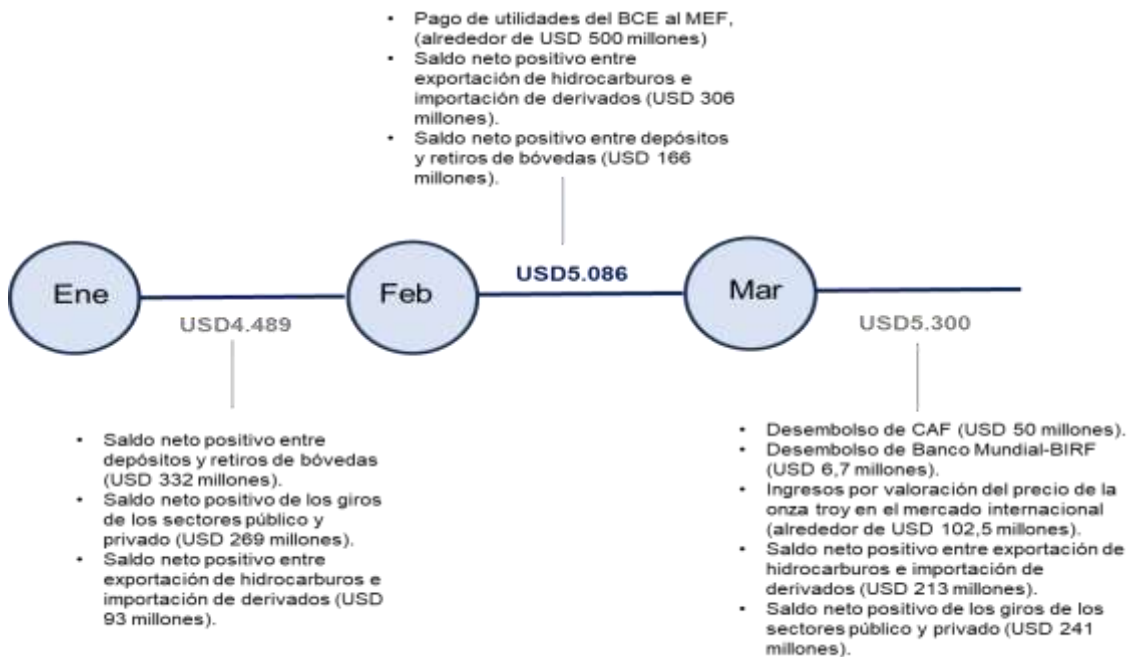 • Pago de utilidades del BCE al MEF,
(alrededor de USD 500 millones)
• Saldo neto positivo entre
exportación de hidrocarburos e
importación de derivados (USD 306
millones).
• Saldo neto positivo entre depósitos
y retiros de bóvedas (USD 166
millones).
Ene
USD4.489
Feb
USD5.086
Mar
USD5.300
• Saldo neto positivo entre
depósitos y retiros de bóvedas
(USD 332 millones).
• Saldo neto positivo de los giros
de los sectores público y
privado (USD 269 millones).
• Saldo neto positivo entre
exportación de hidrocarburos e
importación de derivados (USD
93 millones).
• Desembolso de CAF (USD 50 millones).
• Desembolso de Banco Mundial-BIRF
(USD 6,7 millones).
• Ingresos por valoración del precio de la
onza troy en el mercado internacional
(alrededor de USD 102,5 millones).
• Saldo neto positivo entre exportación de
hidrocarburos e importación de
derivados (USD 213 millones).
• Saldo neto positivo de los giros de los
sectores público y privado (USD 241
millones).